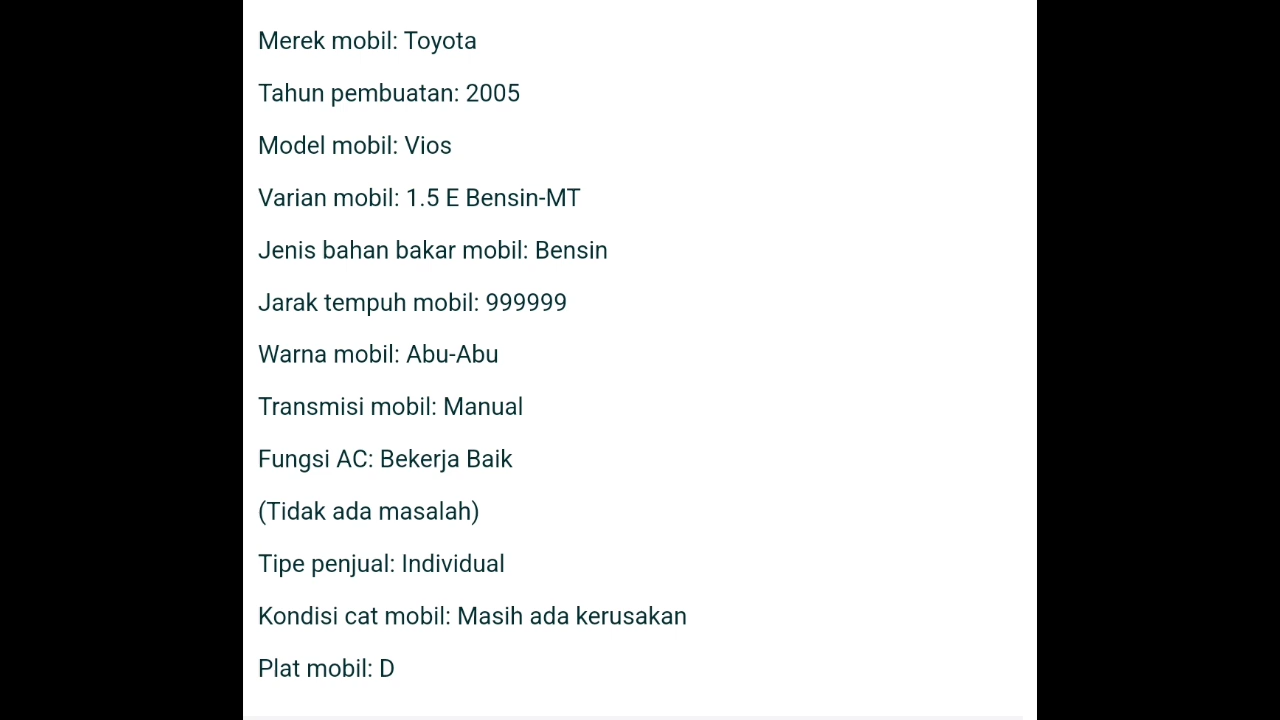 Merek mobil: Toyota
Tahun pembuatan: 2005
Model mobil: Vios
Varian mobil: 1.5 E Bensin-MT
Jenis bahan bakar mobil: Bensin
Jarak tempuh mobil: 999999
Warna mobil: Abu-Abu
Transmisi mobil: Manual
Fungsi AC: Bekerja Baik
(Tidak ada masalah)
Tipe penjual: Individual
Kondisi cat mobil: Masih ada kerusakan
Plat mobil: D